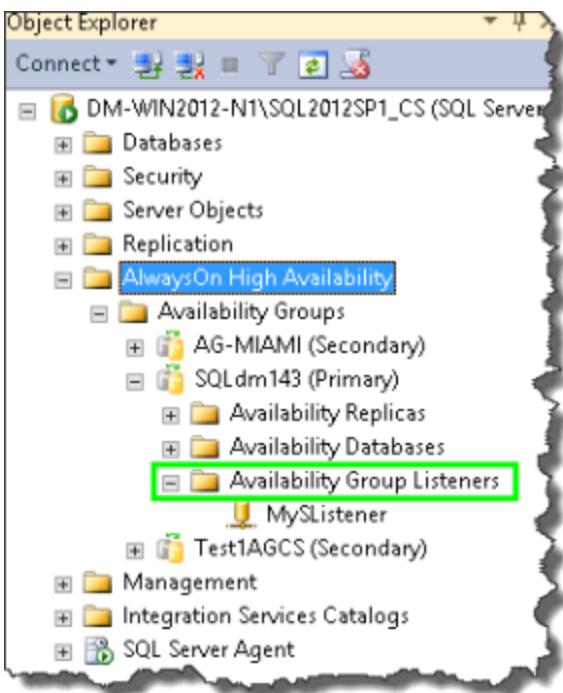 Object Explorer
Connect
DM-WIN2012-N1\SQL2012SP1_CS (SQL Server
Databases
Security
Server Objects
Replication
AlwaysOn High Availability
Availability Groups
AG-MIAMI (Secondary)
SQLdm143 (Primary)
Availability Replicas
Availability Databases
Availability Group Listeners
MySListener
Test1AGCS (Secondary)
Management
Integration Services Catalogs
SQL Server Agent